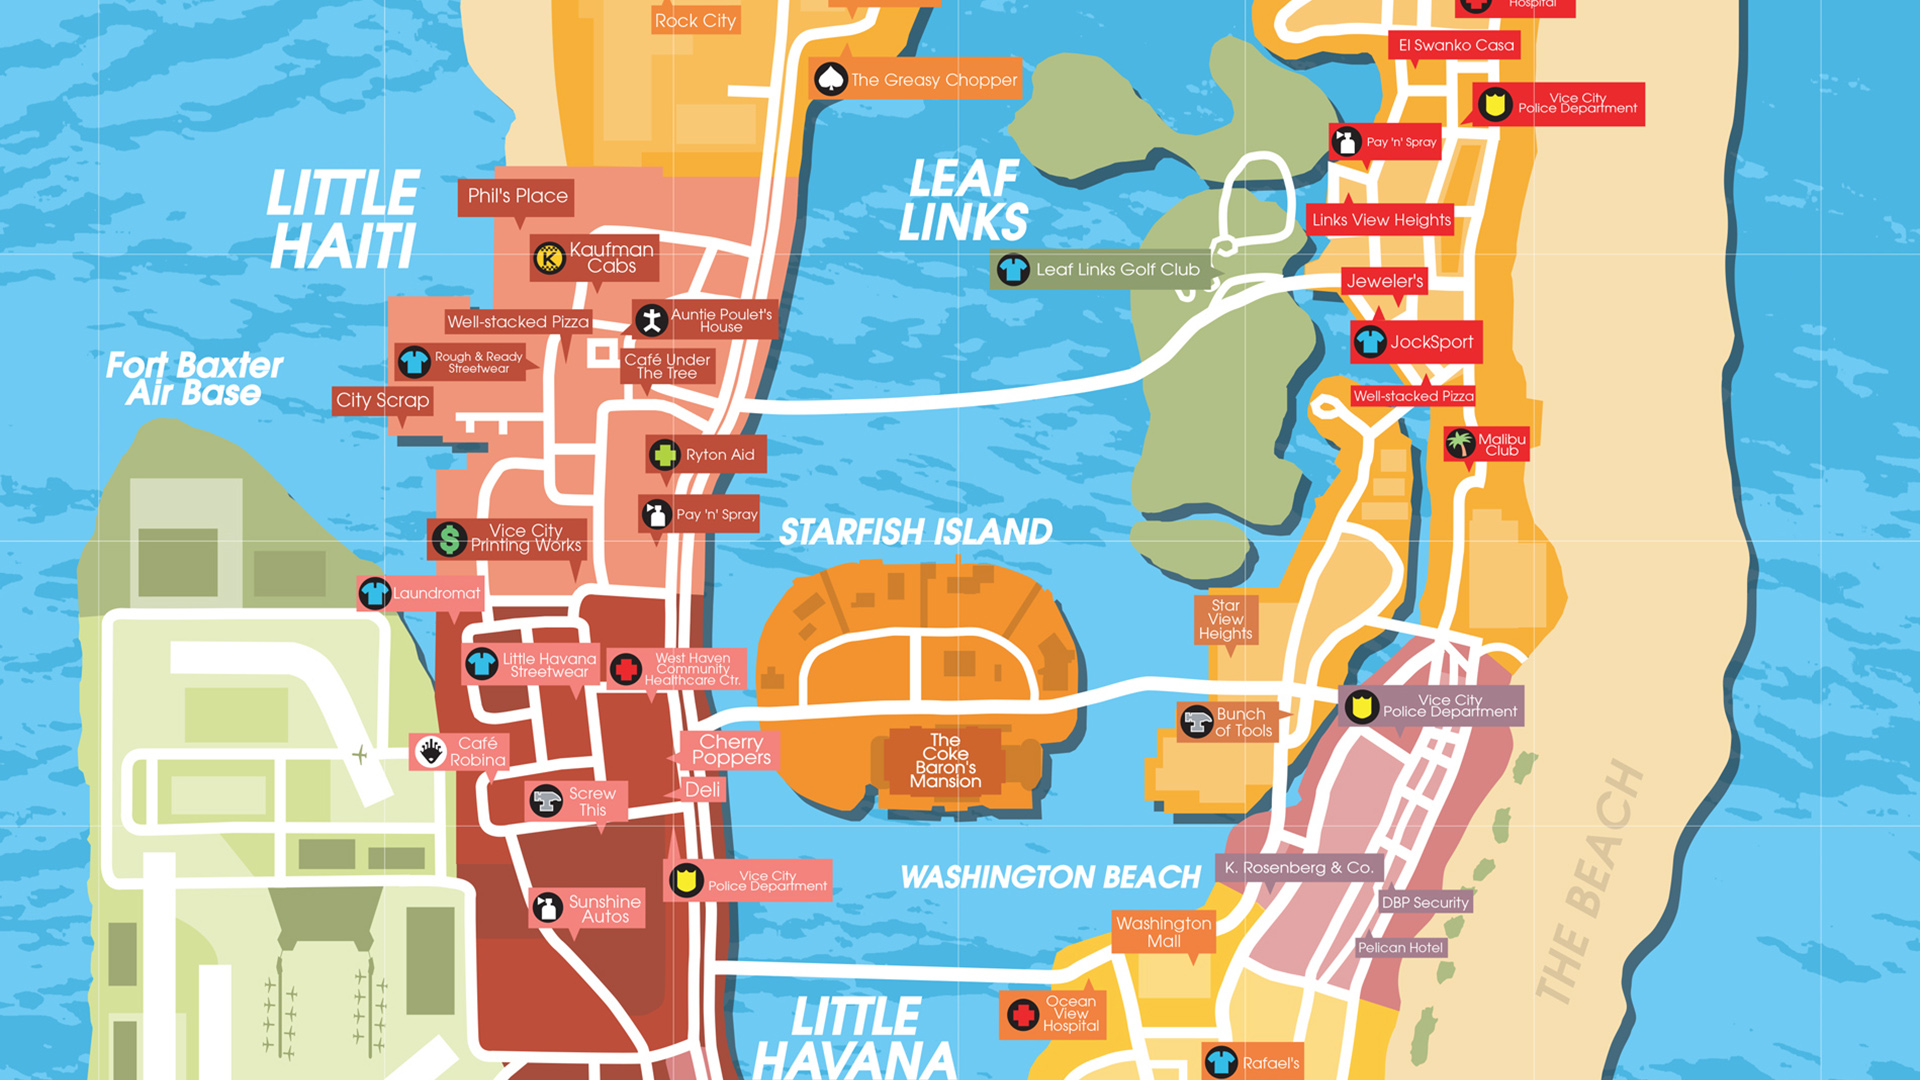 Rock City
Hospital
El Swanko Casa
The Greasy Chopper
Vice City
Police Department
Pay 'n' Spray
LITTLE
HAITI
Phil's Place
LEAF
LINKS
Links View Heights
Kaufman
Cabs
Leaf Links Golf Club
Jeweler's
Well-stacked Pizza
Auntie Poulet's
House
JockSport
Fort Baxter
Air Base
Rough & Ready
Streetwear
Café Under
The Tree
City Scrap
Well-stacked Pizza
Malibu
Club
Ryton Aid
Pay 'n' Spray
Vice City
Printing Works
STARFISH ISLAND
Laundromat
Star
View
Heights
Little Havana
Streetwear
West Haven
Community
Healthcare Ctr.
Vice City
Police Department
Bunch
of Tools
Café
Robina
Cherry
Poppers
The
Coke
Baron's
Mansion
Deli
Screw
This
THE BEACH
WASHINGTON BEACH
K. Rosenberg & Co.
Vice City
Police Department
DBP Security
Sunshine
Autos
Washington
Mall
Pelican Hotel
LITTLE
HAVANA
Ocean
View
Hospital
Rafael's
K
$